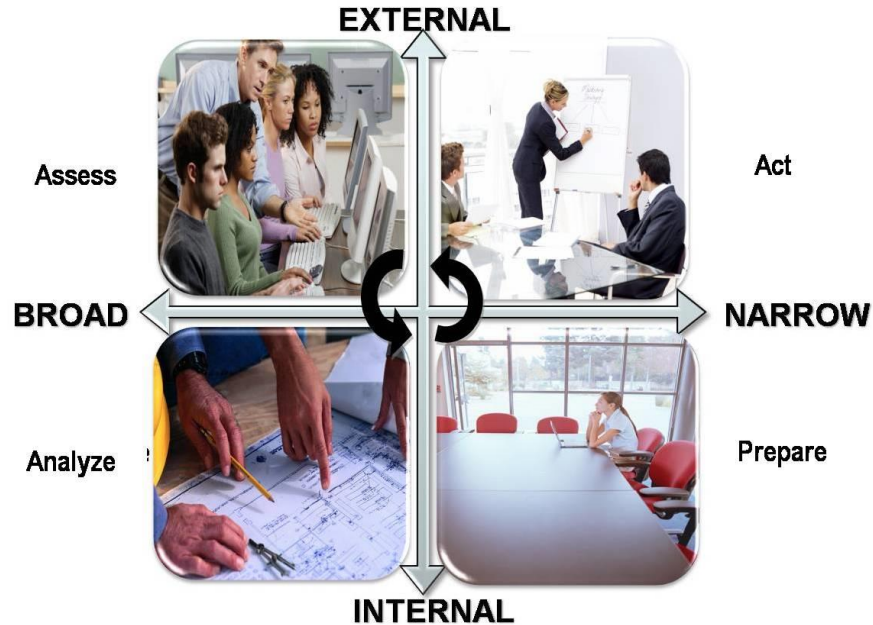 EXTERNAL
Assess
Act
BROAD
NARROW
Analyze
Prepare
INTERNAL